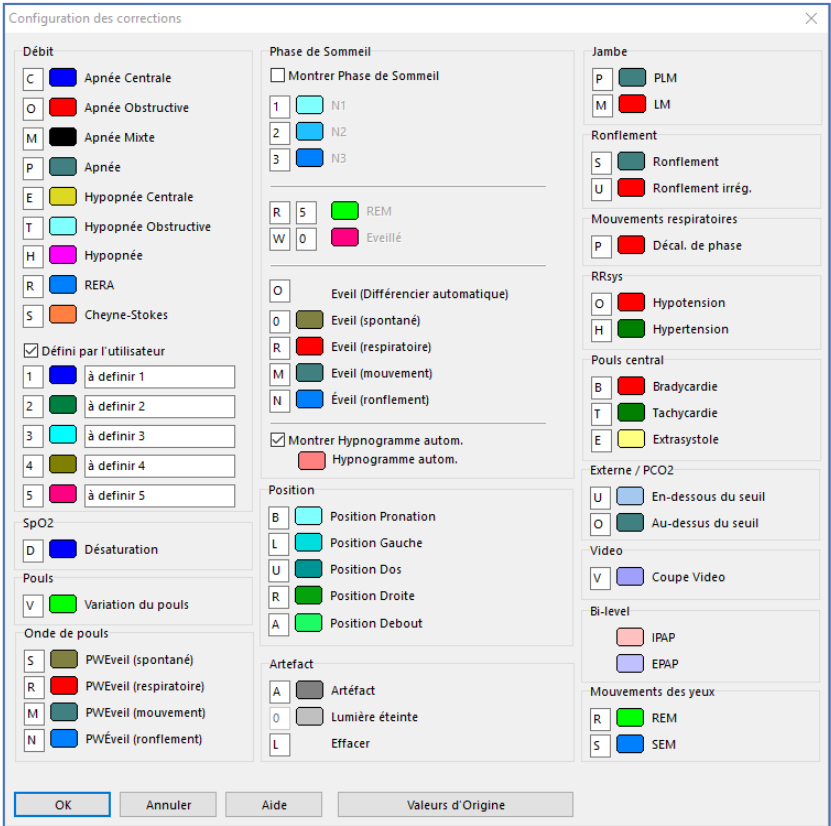 Configuration des corrections
Débit
C Apnée Centrale
O Apnée Obstructive
M Apnée Mixte
P Apnée
E Hypopnée Centrale
T Hypopnée Obstructive
H Hypopnée
R RERA
S Cheyne-Stokes
Défini par l'utilisateur
1 à definir 1
2 à definir 2
3 à definir 3
4 à definir 4
5 à definir 5
SpO2
D Désaturation
Pouls
V Variation du pouls
Onde de pouls
S PWEveil (spontané)
R PWEveil (respiratoire)
M PWEveil (mouvement)
N PWÉveil (ronflement)
Phase de Sommeil
Montrer Phase de Sommeil
1 N1
2 N2
3 N3
R 5 REM
W 0 Eveillé
O Eveil (Différencier automatique)
0 Eveil (spontané)
R Eveil (respiratoire)
M Eveil (mouvement)
N Éveil (ronflement)
Montrer Hypnogramme autom.
Hypnogramme autom.
Position
B Position Pronation
L Position Gauche
U Position Dos
R Position Droite
A Position Debout
Artefact
A Artéfact
0 Lumière éteinte
L Effacer
Jambe
P PLM
M LM
Ronflement
S Ronflement
U Ronflement irrég.
Mouvements respiratoires
P Décal. de phase
RRsys
O Hypotension
H Hypertension
Pouls central
B Bradycardie
T Tachycardie
E Extrasystole
Externe / PCO2
U En-dessous du seuil
O Au-dessus du seuil
Video
V Coupe Video
Bi-level
IPAP
EPAP
Mouvements des yeux
R REM
S SEM
OK Annuler Aide Valeurs d'Origine